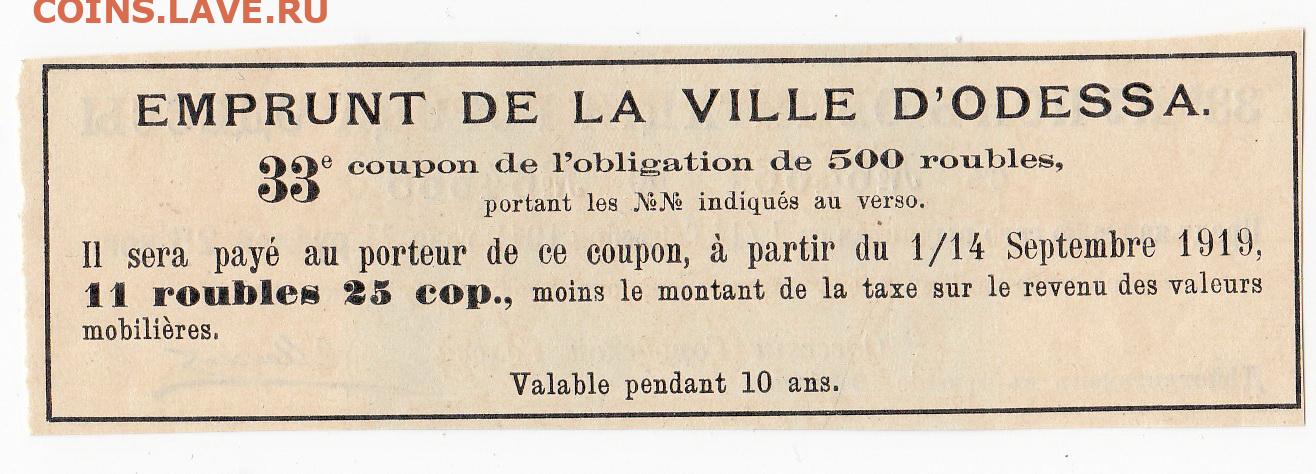 COINS.LAVE.RU
EMPRUNT DE LA VILLE D'ODESSA.
33e coupon de l'obligation de 500 roubles,
portant les №№ indiqués au verso.
Il sera payé au porteur de ce coupon, à partir du 1/14 Septembre 1919,
11 roubles 25 cop., moins le montant de la taxe sur le revenu des valeurs
mobilières.
Valable pendant 10 ans.